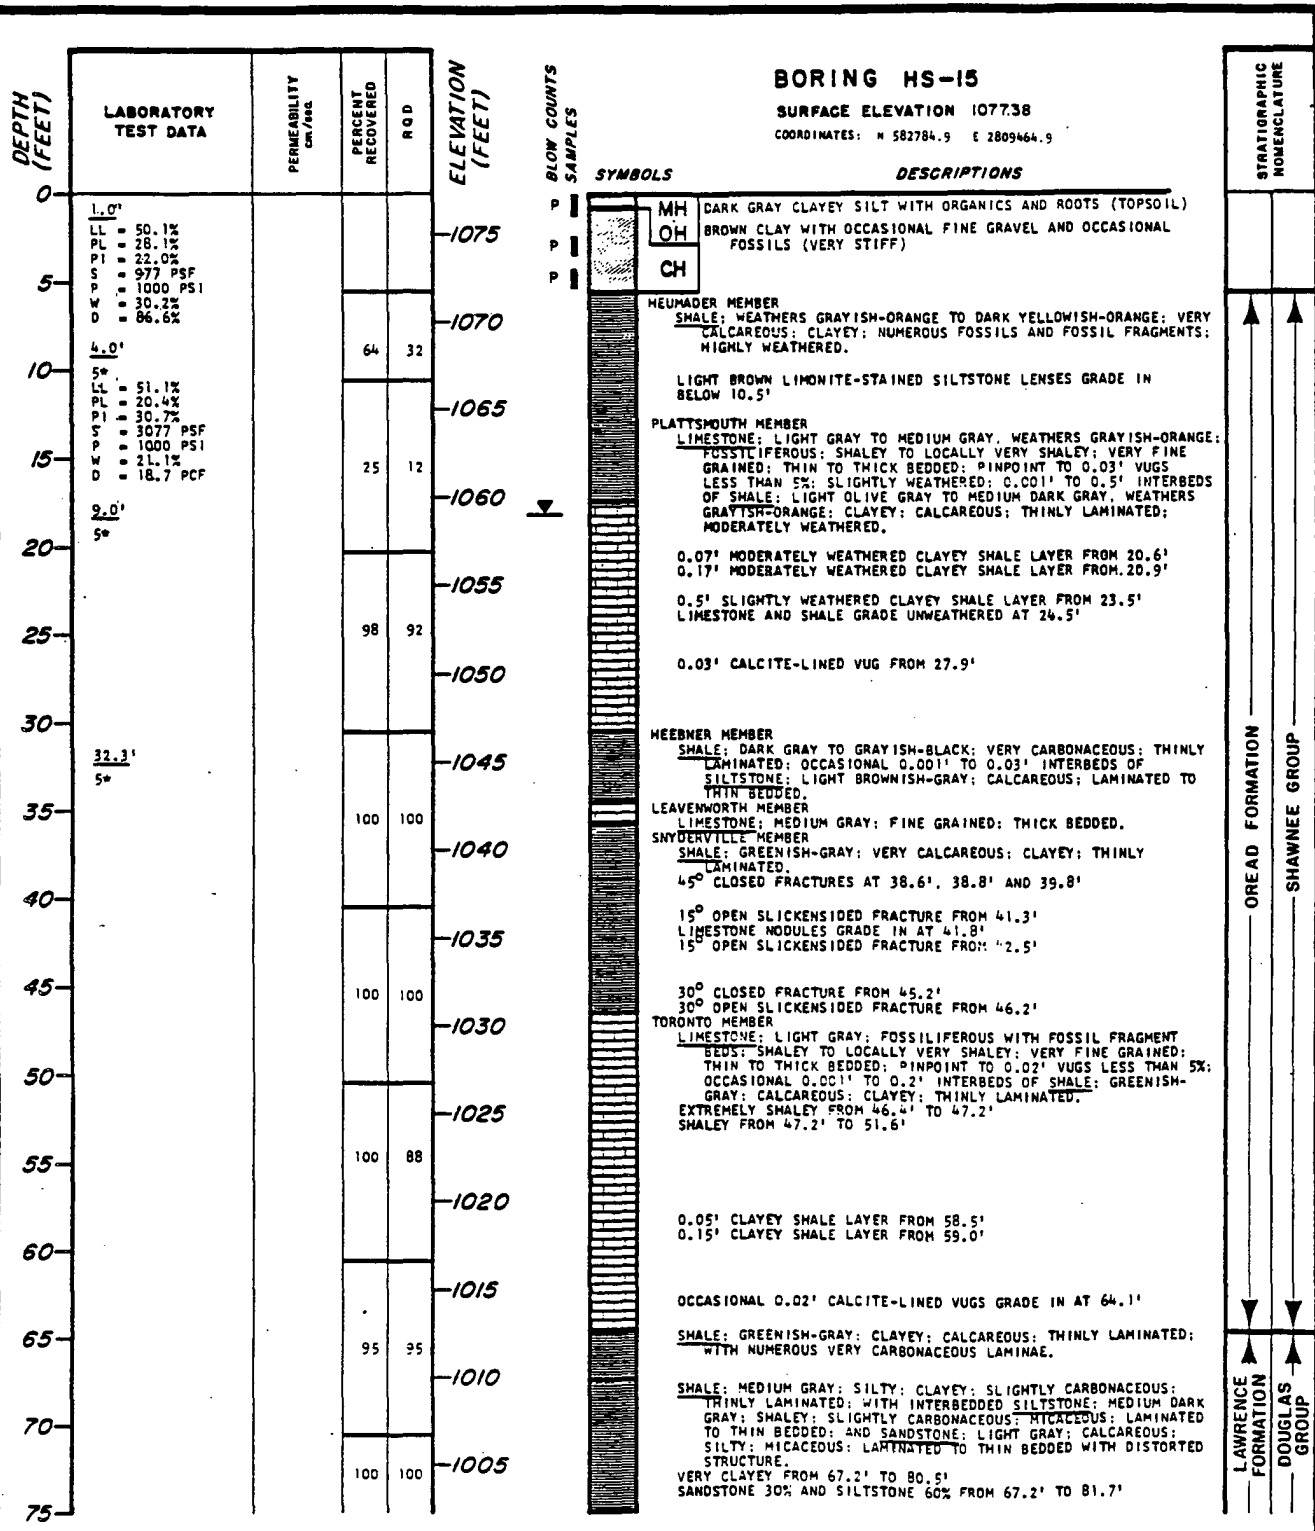 BORING HS-15
SURFACE ELEVATION 1077.38
COORDINATES: N 582784.9 E 2809464.9
DEPTH (FEET)
LABORATORY TEST DATA
PERMEABILITY cm/sec
PERCENT RECOVERED
RQD
ELEVATION (FEET)
BLOW COUNTS
SAMPLES
SYMBOLS
DESCRIPTIONS
STRATIGRAPHIC NOMENCLATURE
0
5
10
15
20
25
30
35
40
45
50
55
60
65
70
75
1.0'
LL = 50.1%
PL = 28.1%
PI = 22.0%
S = 977 PSF
P = 1000 PSI
W = 30.2%
D = 86.6%
4.0'
5*
LL = 51.1%
PL = 20.4%
PI = 30.7%
S = 3077 PSF
P = 1000 PSI
W = 21.1%
D = 18.7 PCF
9.0'
5*
32.3'
5*
64 32
25 12
98 92
100 100
100 100
100 88
95 95
100 100
1075
1070
1065
1060
1055
1050
1045
1040
1035
1030
1025
1020
1015
1010
1005
P
P
P
MH
OH
CH
DARK GRAY CLAYEY SILT WITH ORGANICS AND ROOTS (TOPSOIL)
BROWN CLAY WITH OCCASIONAL FINE GRAVEL AND OCCASIONAL
FOSSILS (VERY STIFF)
HEUMADER MEMBER
SHALE; WEATHERS GRAYISH-ORANGE TO DARK YELLOWISH-ORANGE; VERY
CALCAREOUS; CLAYEY; NUMEROUS FOSSILS AND FOSSIL FRAGMENTS;
HIGHLY WEATHERED.
LIGHT BROWN LIMONITE-STAINED SILTSTONE LENSES GRADE IN
BELOW 10.5'
PLATTSMOUTH MEMBER
LIMESTONE; LIGHT GRAY TO MEDIUM GRAY, WEATHERS GRAYISH-ORANGE;
FOSSILIFEROUS; SHALEY TO LOCALLY VERY SHALEY; VERY FINE
GRAINED; THIN TO THICK BEDDED; PINPOINT TO 0.03' VUGS
LESS THAN 5%; SLIGHTLY WEATHERED; 0.001' TO 0.5' INTERBEDS
OF SHALE; LIGHT OLIVE GRAY TO MEDIUM DARK GRAY, WEATHERS
GRAYISH-ORANGE; CLAYEY; CALCAREOUS; THINLY LAMINATED;
MODERATELY WEATHERED.
0.07' MODERATELY WEATHERED CLAYEY SHALE LAYER FROM 20.6'
0.17' MODERATELY WEATHERED CLAYEY SHALE LAYER FROM 20.9'
0.5' SLIGHTLY WEATHERED CLAYEY SHALE LAYER FROM 23.5'
LIMESTONE AND SHALE GRADE UNWEATHERED AT 24.5'
0.03' CALCITE-LINED VUG FROM 27.9'
HEEBNER MEMBER
SHALE; DARK GRAY TO GRAYISH-BLACK; VERY CARBONACEOUS; THINLY
LAMINATED; OCCASIONAL 0.001' TO 0.03' INTERBEDS OF
SILTSTONE; LIGHT BROWNISH-GRAY; CALCAREOUS; LAMINATED TO
THIN BEDDED.
LEAVENWORTH MEMBER
LIMESTONE; MEDIUM GRAY; FINE GRAINED; THICK BEDDED.
SNYDERVILLE MEMBER
SHALE; GREENISH-GRAY; VERY CALCAREOUS; CLAYEY; THINLY
LAMINATED.
45° CLOSED FRACTURES AT 38.6', 38.8' AND 39.8'
15° OPEN SLICKENSIDED FRACTURE FROM 41.3'
LIMESTONE NODULES GRADE IN AT 41.8'
15° OPEN SLICKENSIDED FRACTURE FROM 42.5'
30° CLOSED FRACTURE FROM 45.2'
30° OPEN SLICKENSIDED FRACTURE FROM 46.2'
TORONTO MEMBER
LIMESTONE; LIGHT GRAY; FOSSILIFEROUS WITH FOSSIL FRAGMENT
BEDS; SHALEY TO LOCALLY VERY SHALEY; VERY FINE GRAINED;
THIN TO THICK BEDDED; PINPOINT TO 0.02' VUGS LESS THAN 5%;
OCCASIONAL 0.001' TO 0.2' INTERBEDS OF SHALE; GREENISH-
GRAY; CALCAREOUS; CLAYEY; THINLY LAMINATED.
EXTREMELY SHALEY FROM 46.4' TO 47.2'
SHALEY FROM 47.2' TO 51.6'
0.05' CLAYEY SHALE LAYER FROM 58.5'
0.15' CLAYEY SHALE LAYER FROM 59.0'
OCCASIONAL 0.02' CALCITE-LINED VUGS GRADE IN AT 64.1'
SHALE; GREENISH-GRAY; CLAYEY; CALCAREOUS; THINLY LAMINATED;
WITH NUMEROUS VERY CARBONACEOUS LAMINAE.
SHALE; MEDIUM GRAY; SILTY; CLAYEY; SLIGHTLY CARBONACEOUS;
THINLY LAMINATED; WITH INTERBEDDED SILTSTONE; MEDIUM DARK
GRAY; SHALEY; SLIGHTLY CARBONACEOUS; MICACEOUS; LAMINATED
TO THIN BEDDED; AND SANDSTONE; LIGHT GRAY; CALCAREOUS;
SILTY; MICACEOUS; LAMINATED TO THIN BEDDED WITH DISTORTED
STRUCTURE.
VERY CLAYEY FROM 67.2' TO 80.5'
SANDSTONE 30% AND SILTSTONE 60% FROM 67.2' TO 81.7'
OREAD FORMATION
SHAWNEE GROUP
LAWRENCE FORMATION
DOUGLAS GROUP